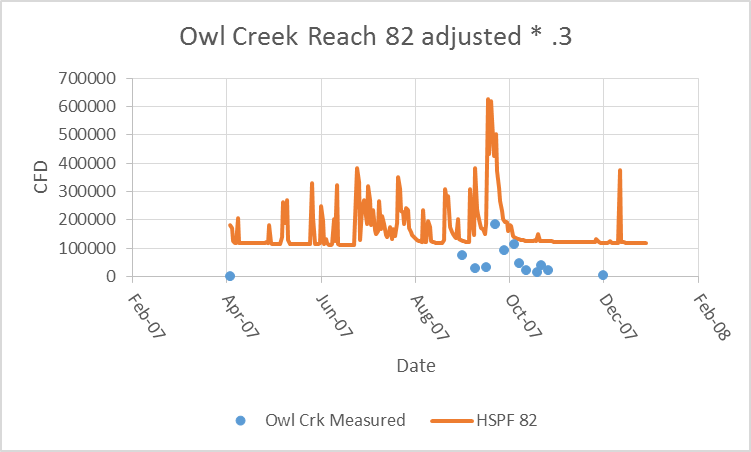 Owl Creek Reach 82 adjusted * .3
CFD
700000
600000
500000
400000
300000
200000
100000
0
Feb-07
Apr-07
Jun-07
Aug-07
Oct-07
Dec-07
Feb-08
Date
Owl Crk Measured
HSPF 82